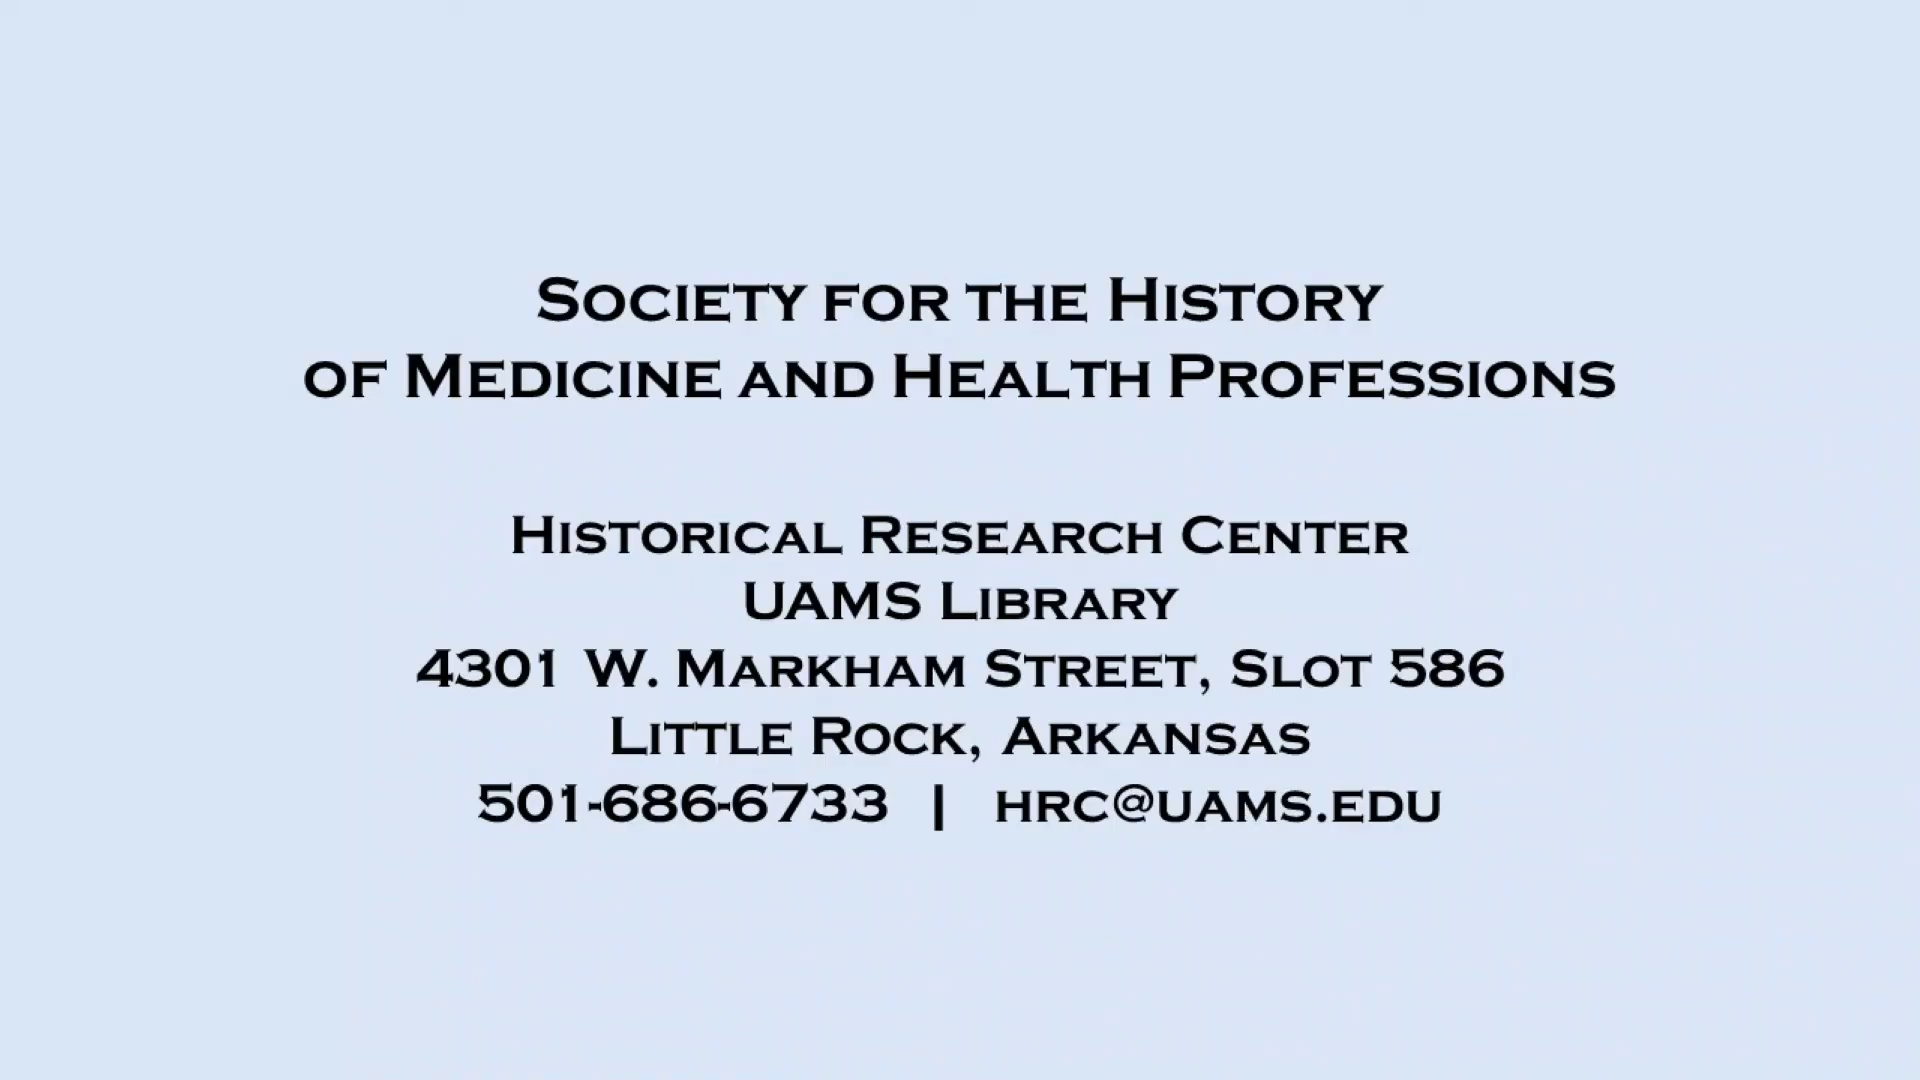 Society for the History
of Medicine and Health Professions
Historical Research Center
UAMS Library
4301 W. Markham Street, Slot 586
Little Rock, Arkansas
501-686-6733 | hrc@uams.edu